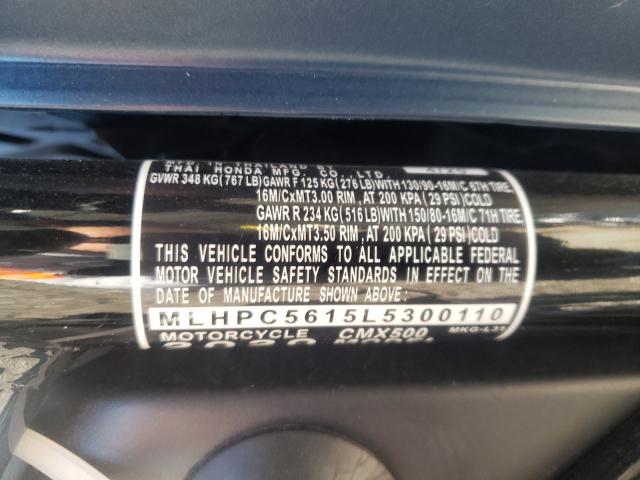 THAI HONDA MFG. CO., LTD.
GVWR 348 KG(767 LB)GAWR F 125 KG(276 LB)WITH 130/90-16M/C 67H TIRE
16M/CxMT3.00 RIM, AT 200 KPA(29 PSI)COLD
GAWR R 234 KG(516 LB)WITH 150/80-16M/C 71H TIRE
16M/CxMT3.50 RIM, AT 200 KPA(29 PSI)COLD
THIS VEHICLE CONFORMS TO ALL APPLICABLE FEDERAL
MOTOR VEHICLE SAFETY STANDARDS IN EFFECT ON THE
DATE OF MANUFACTURE SHOWN ABOVE:
MLHPC5615L5300110
MOTORCYCLE CMX500
2020 MODEL